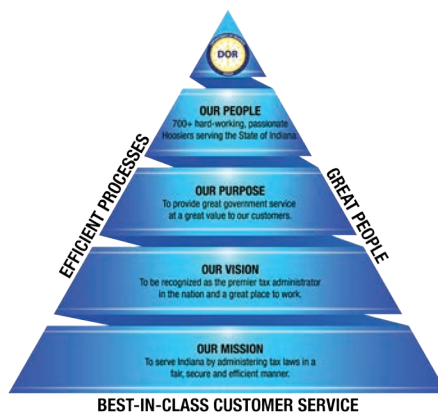 DOR
OUR PEOPLE
700+ hard-working, passionate
Hoosiers serving the State of Indiana
OUR PURPOSE
To provide great government service
at a great value to our customers.
OUR VISION
To be recognized as the premier tax administrator
in the nation and a great place to work.
OUR MISSION
To serve Indiana by administering tax laws in a
fair, secure and efficient manner.
EFFICIENT PROCESSES
GREAT PEOPLE
BEST-IN-CLASS CUSTOMER SERVICE